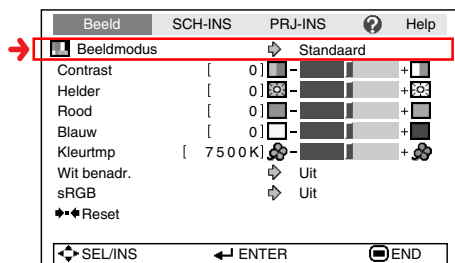 Beeld SCH-INS PRJ-INS ? Help
Beeldmodus Standaard
Contrast [ 0] - +
Helder [ 0] - +
Rood [ 0] - +
Blauw [ 0] - +
Kleurtmp [ 7500K] - +
Wit benadr. Uit
sRGB Uit
Reset
SEL/INS ENTER END